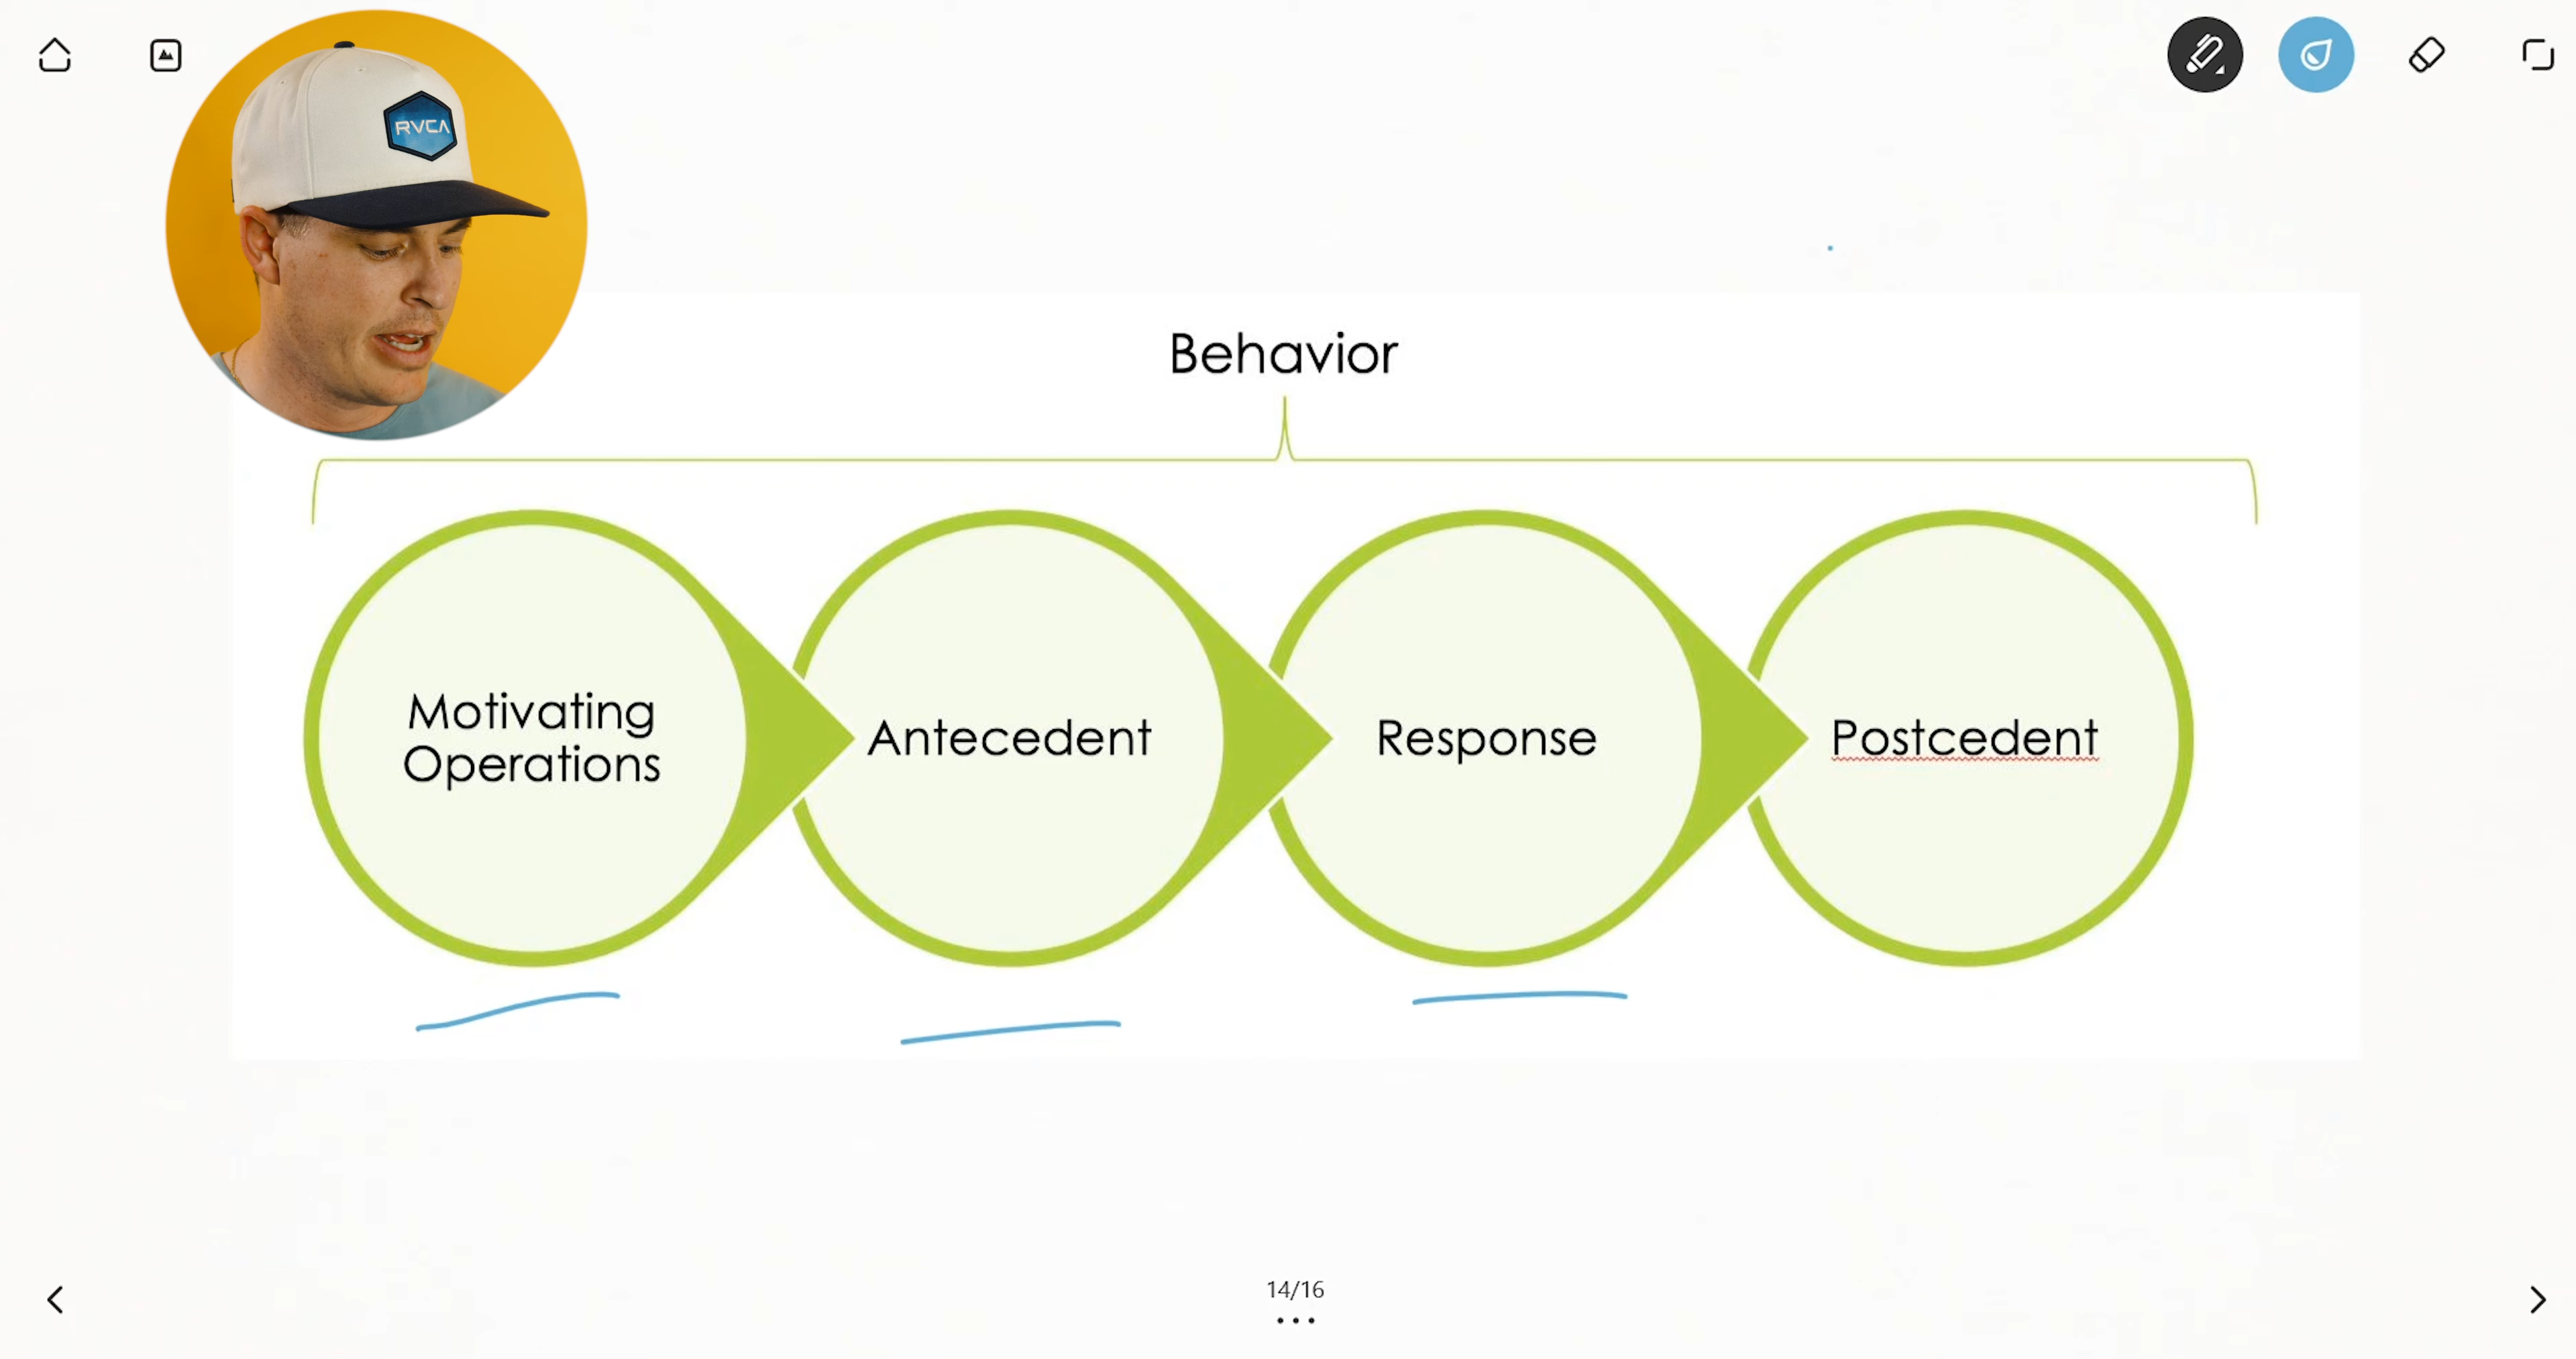 RVCA
Behavior
Motivating
Operations
Antecedent
Response
Postcedent
14/16